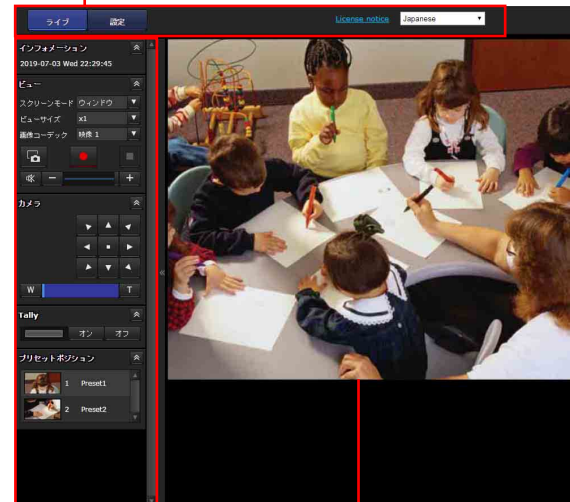 ライブ 設定 License notice Japanese
インフォメーション
2019-07-03 Wed 22:29:45
ビュー
スクリーンモード ウィンドウ
ビューサイズ x1
画像コーデック 映像 1
カメラ
W T
Tally
オン オフ
プリセットポジション
1 Preset1
2 Preset2